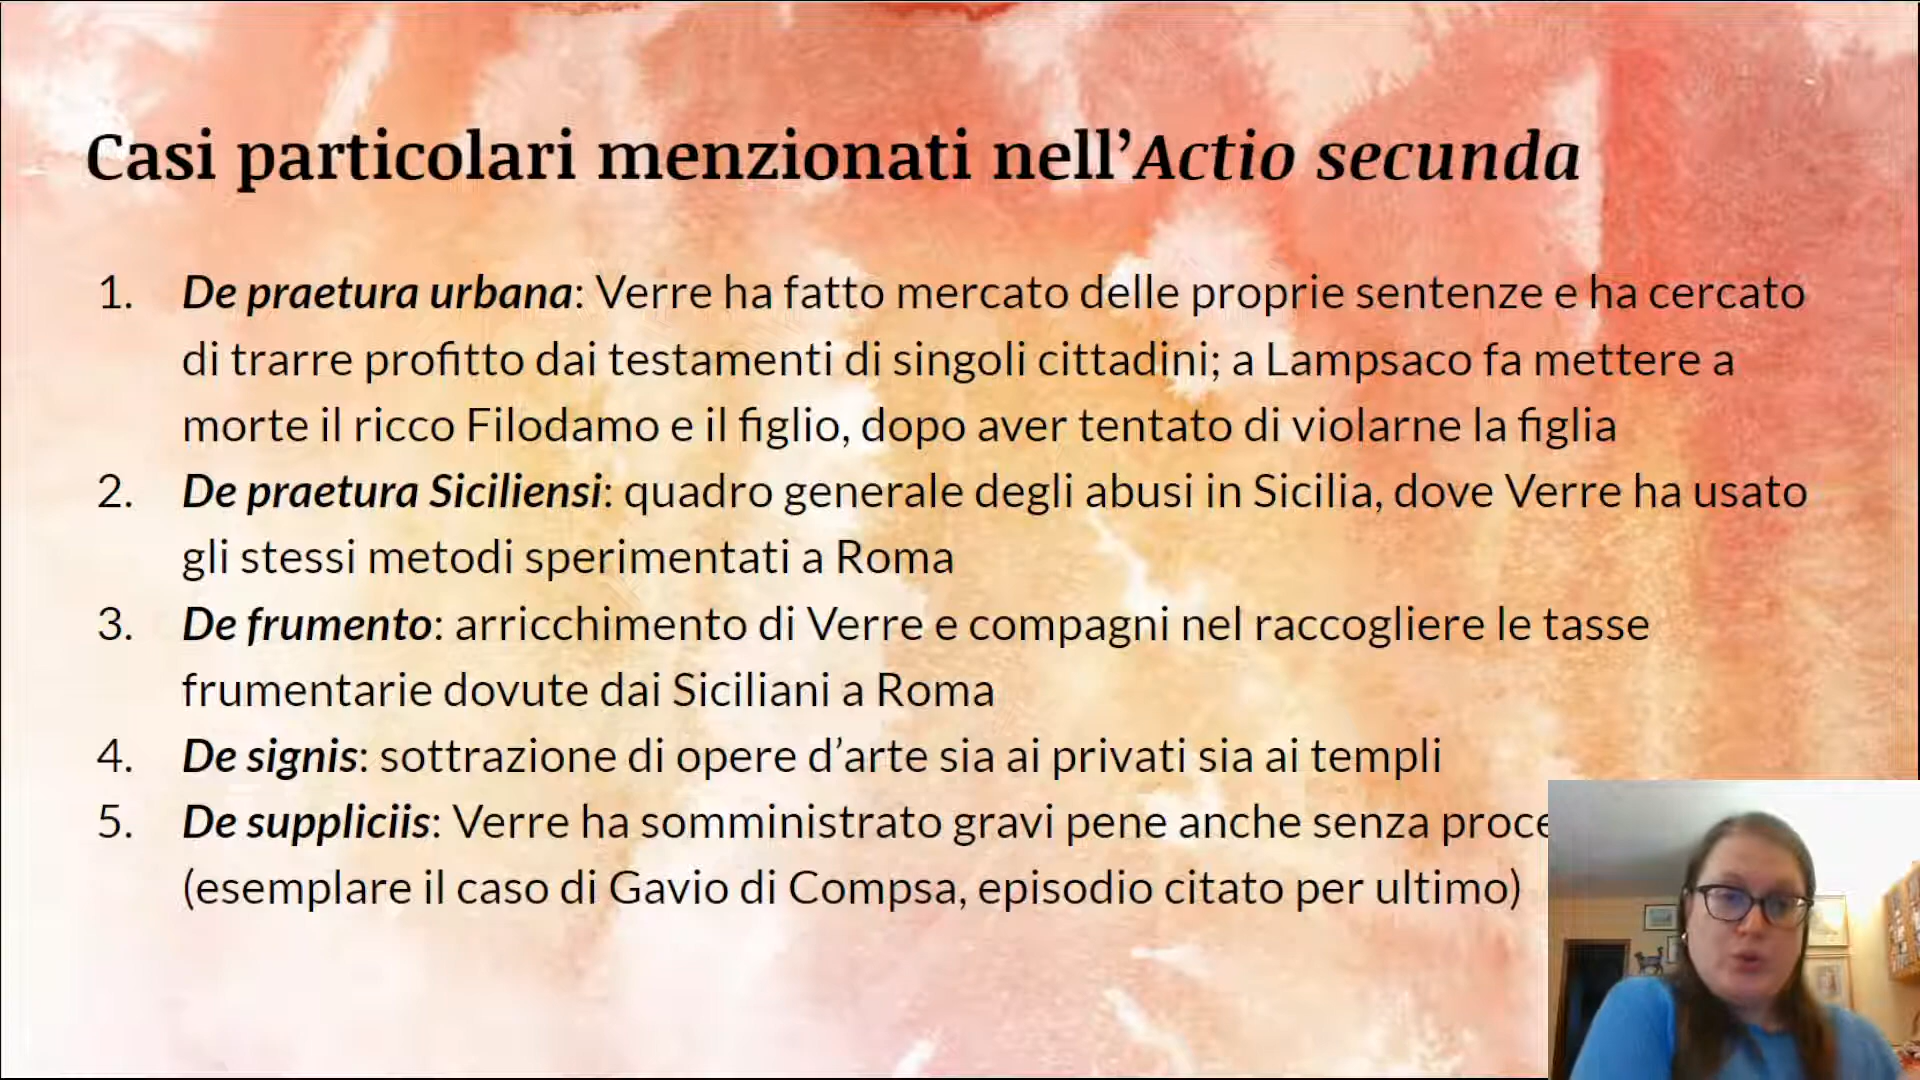 Casi particolari menzionati nell’Actio secunda
1. De praetura urbana: Verre ha fatto mercato delle proprie sentenze e ha cercato
di trarre profitto dai testamenti di singoli cittadini; a Lampsaco fa mettere a
morte il ricco Filodamo e il figlio, dopo aver tentato di violarne la figlia
2. De praetura Siciliensi: quadro generale degli abusi in Sicilia, dove Verre ha usato
gli stessi metodi sperimentati a Roma
3. De frumento: arricchimento di Verre e compagni nel raccogliere le tasse
frumentarie dovute dai Siciliani a Roma
4. De signis: sottrazione di opere d’arte sia ai privati sia ai templi
5. De suppliciis: Verre ha somministrato gravi pene anche senza
(esemplare il caso di Gavio di Compsa, episodio citato per ultimo)